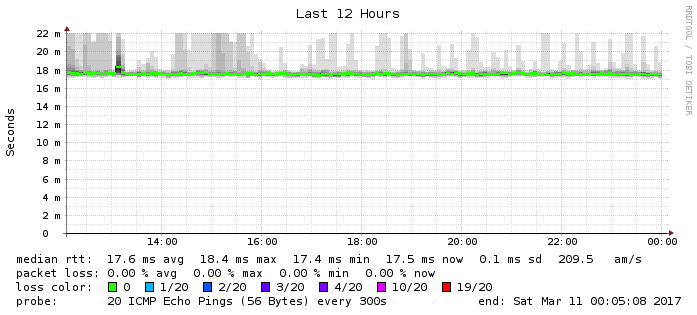 Last 12 Hours
RRDTOOL / TOBI OETIKER
Seconds
22 m
20 m
18 m
16 m
14 m
12 m
10 m
8 m
6 m
4 m
2 m
0
14:00 16:00 18:00 20:00 22:00 00:00
median rtt: 17.6 ms avg 18.4 ms max 17.4 ms min 17.5 ms now 0.1 ms sd 209.5 am/s
packet loss: 0.00 % avg 0.00 % max 0.00 % min 0.00 % now
loss color: 0 1/20 2/20 3/20 4/20 10/20 19/20
probe: 20 ICMP Echo Pings (56 Bytes) every 300s end: Sat Mar 11 00:05:08 2017